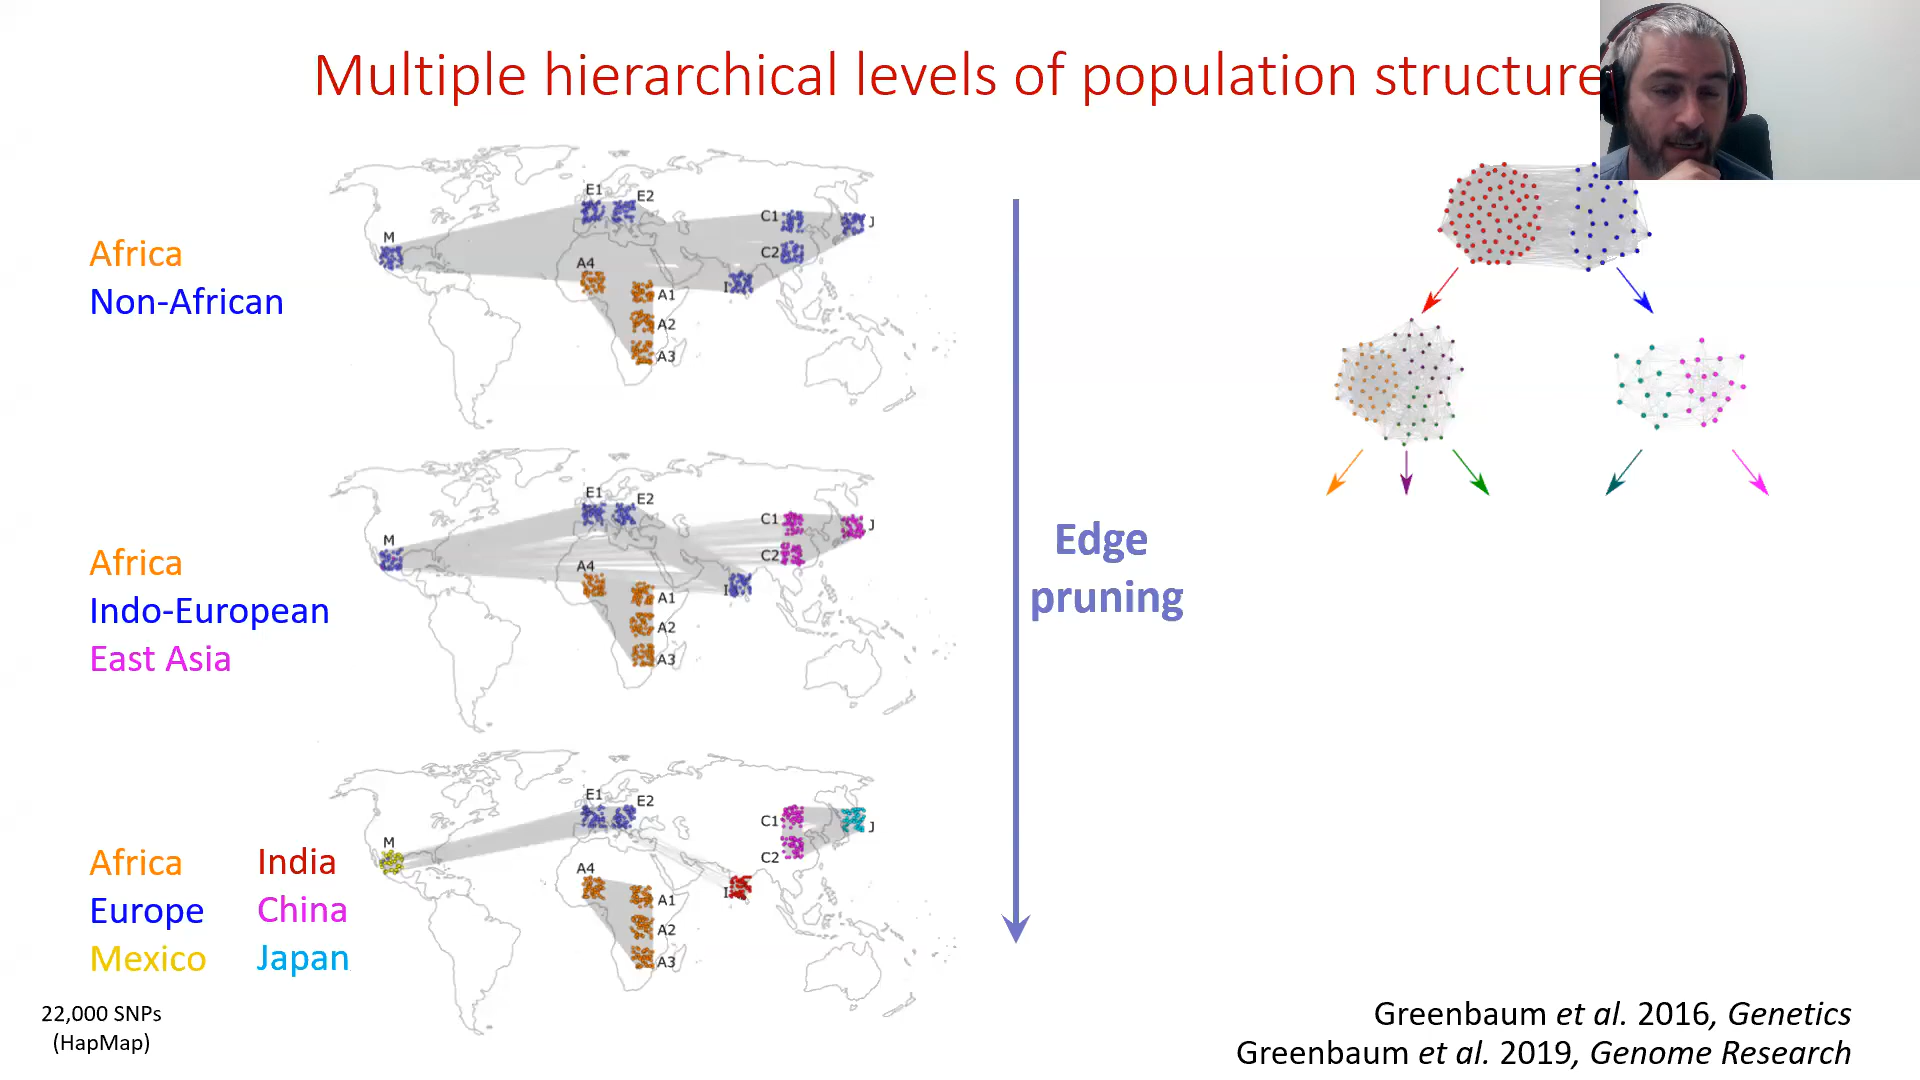 Multiple hierarchical levels of population structure
Africa
Non-African
M
E1
E2
C1
J
C2
A4
I
A1
A2
A3
Africa
Indo-European
East Asia
M
E1
E2
C1
J
C2
A4
I
A1
A2
A3
Edge
pruning
Africa
Europe
Mexico
India
China
Japan
M
E1
E2
C1
J
C2
A4
I
A1
A2
A3
22,000 SNPs
(HapMap)
Greenbaum et al. 2016, Genetics
Greenbaum et al. 2019, Genome Research